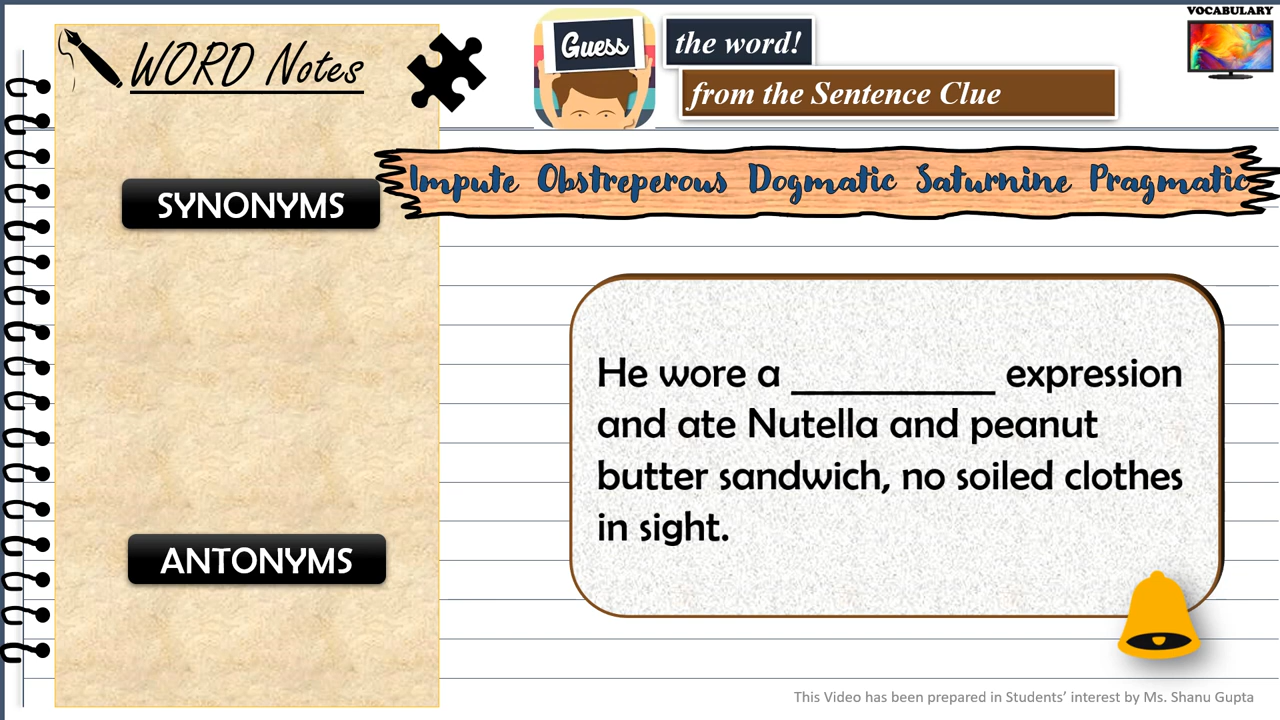 WORD Notes
SYNONYMS
ANTONYMS
Guess
the word!
from the Sentence Clue
VOCABULARY
Impute Obstreperous Dogmatic Saturnine Pragmatic
He wore a ___________ expression
and ate Nutella and peanut
butter sandwich, no soiled clothes
in sight.
This Video has been prepared in Students’ interest by Ms. Shanu Gupta